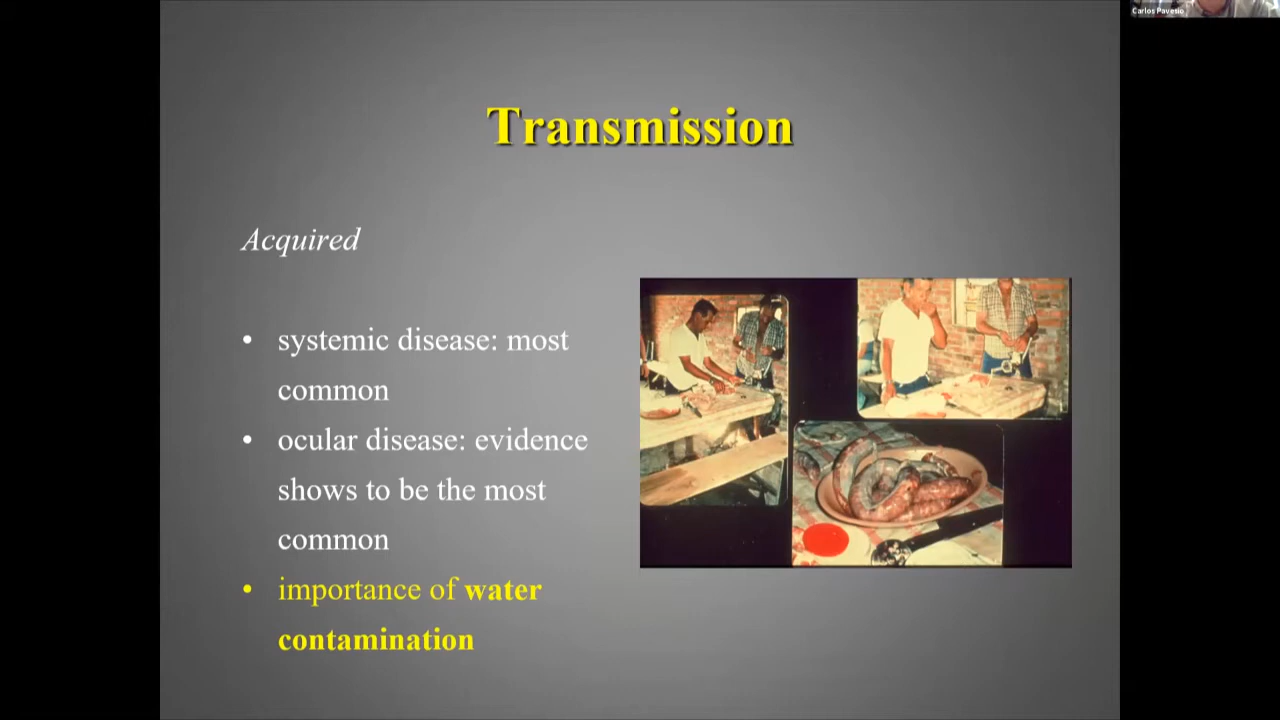 Carlos Pavesio
Transmission
Acquired
• systemic disease: most
common
• ocular disease: evidence
shows to be the most
common
• importance of water
contamination